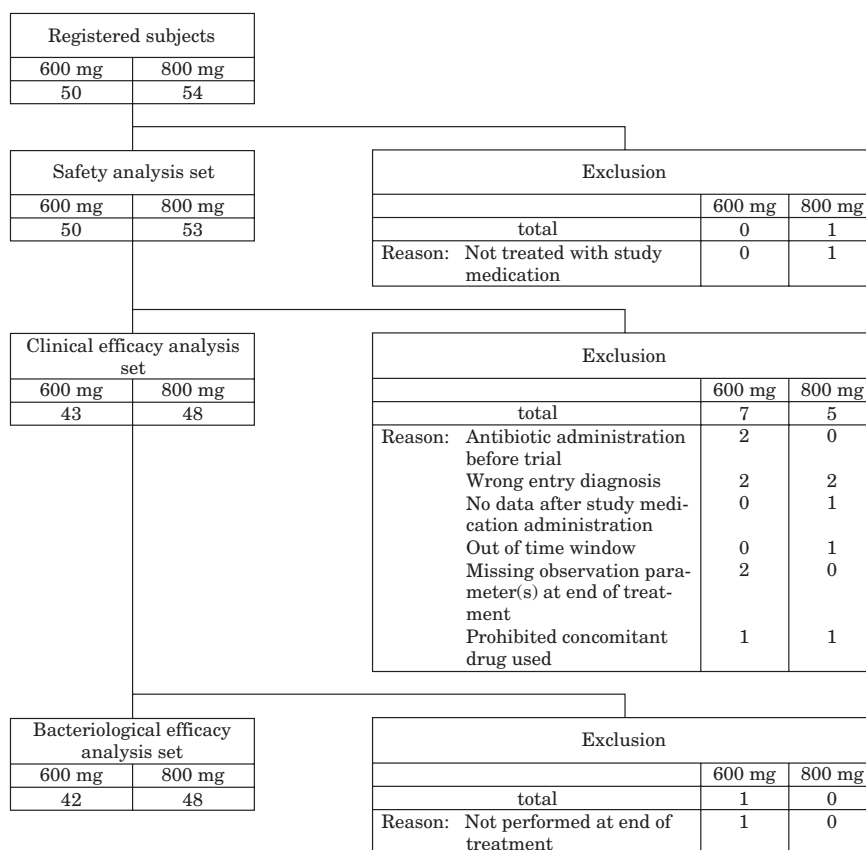 Registered subjects
600 mg 800 mg
50 54
Safety analysis set
600 mg 800 mg
50 53
Exclusion
600 mg 800 mg
total 0 1
Reason: Not treated with study 0 1
medication
Clinical efficacy analysis
set
600 mg 800 mg
43 48
Exclusion
600 mg 800 mg
total 7 5
Reason: Antibiotic administration 2 0
before trial
Wrong entry diagnosis 2 2
No data after study medi- 0 1
cation administration
Out of time window 0 1
Missing observation para- 2 0
meter(s) at end of treat-
ment
Prohibited concomitant 1 1
drug used
Bacteriological efficacy
analysis set
600 mg 800 mg
42 48
Exclusion
600 mg 800 mg
total 1 0
Reason: Not performed at end of 1 0
treatment